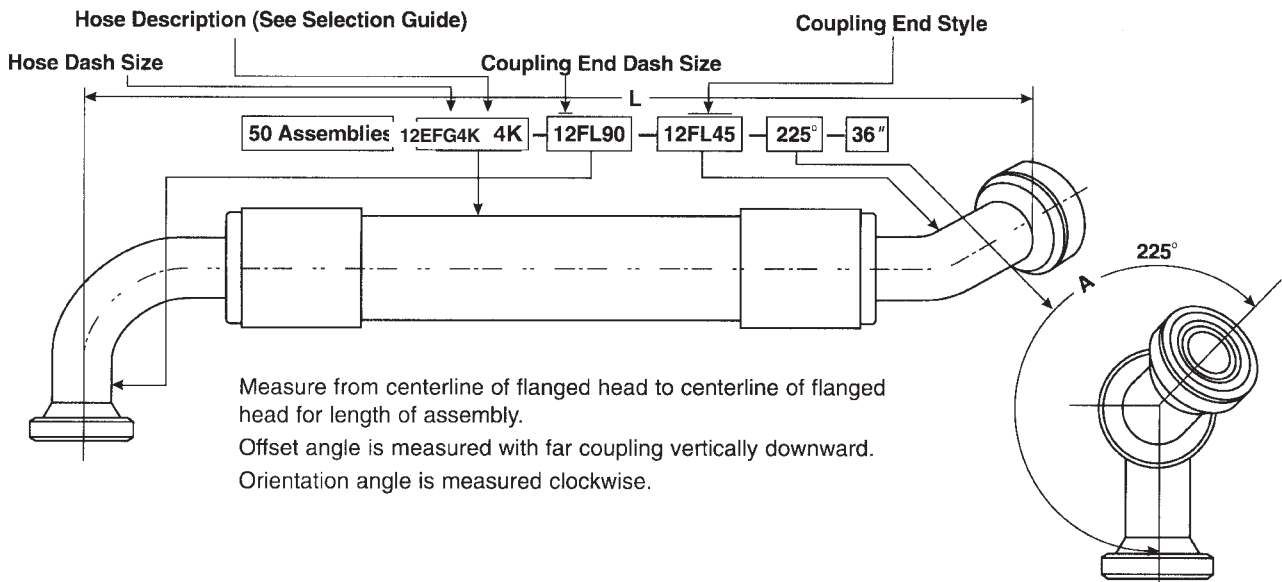 Hose Description (See Selection Guide)
Coupling End Style
Hose Dash Size
Coupling End Dash Size
L
50 Assemblies 12EFG4K 4K – 12FL90 – 12FL45 – 225° – 36"
225°
A
Measure from centerline of flanged head to centerline of flanged
head for length of assembly.
Offset angle is measured with far coupling vertically downward.
Orientation angle is measured clockwise.